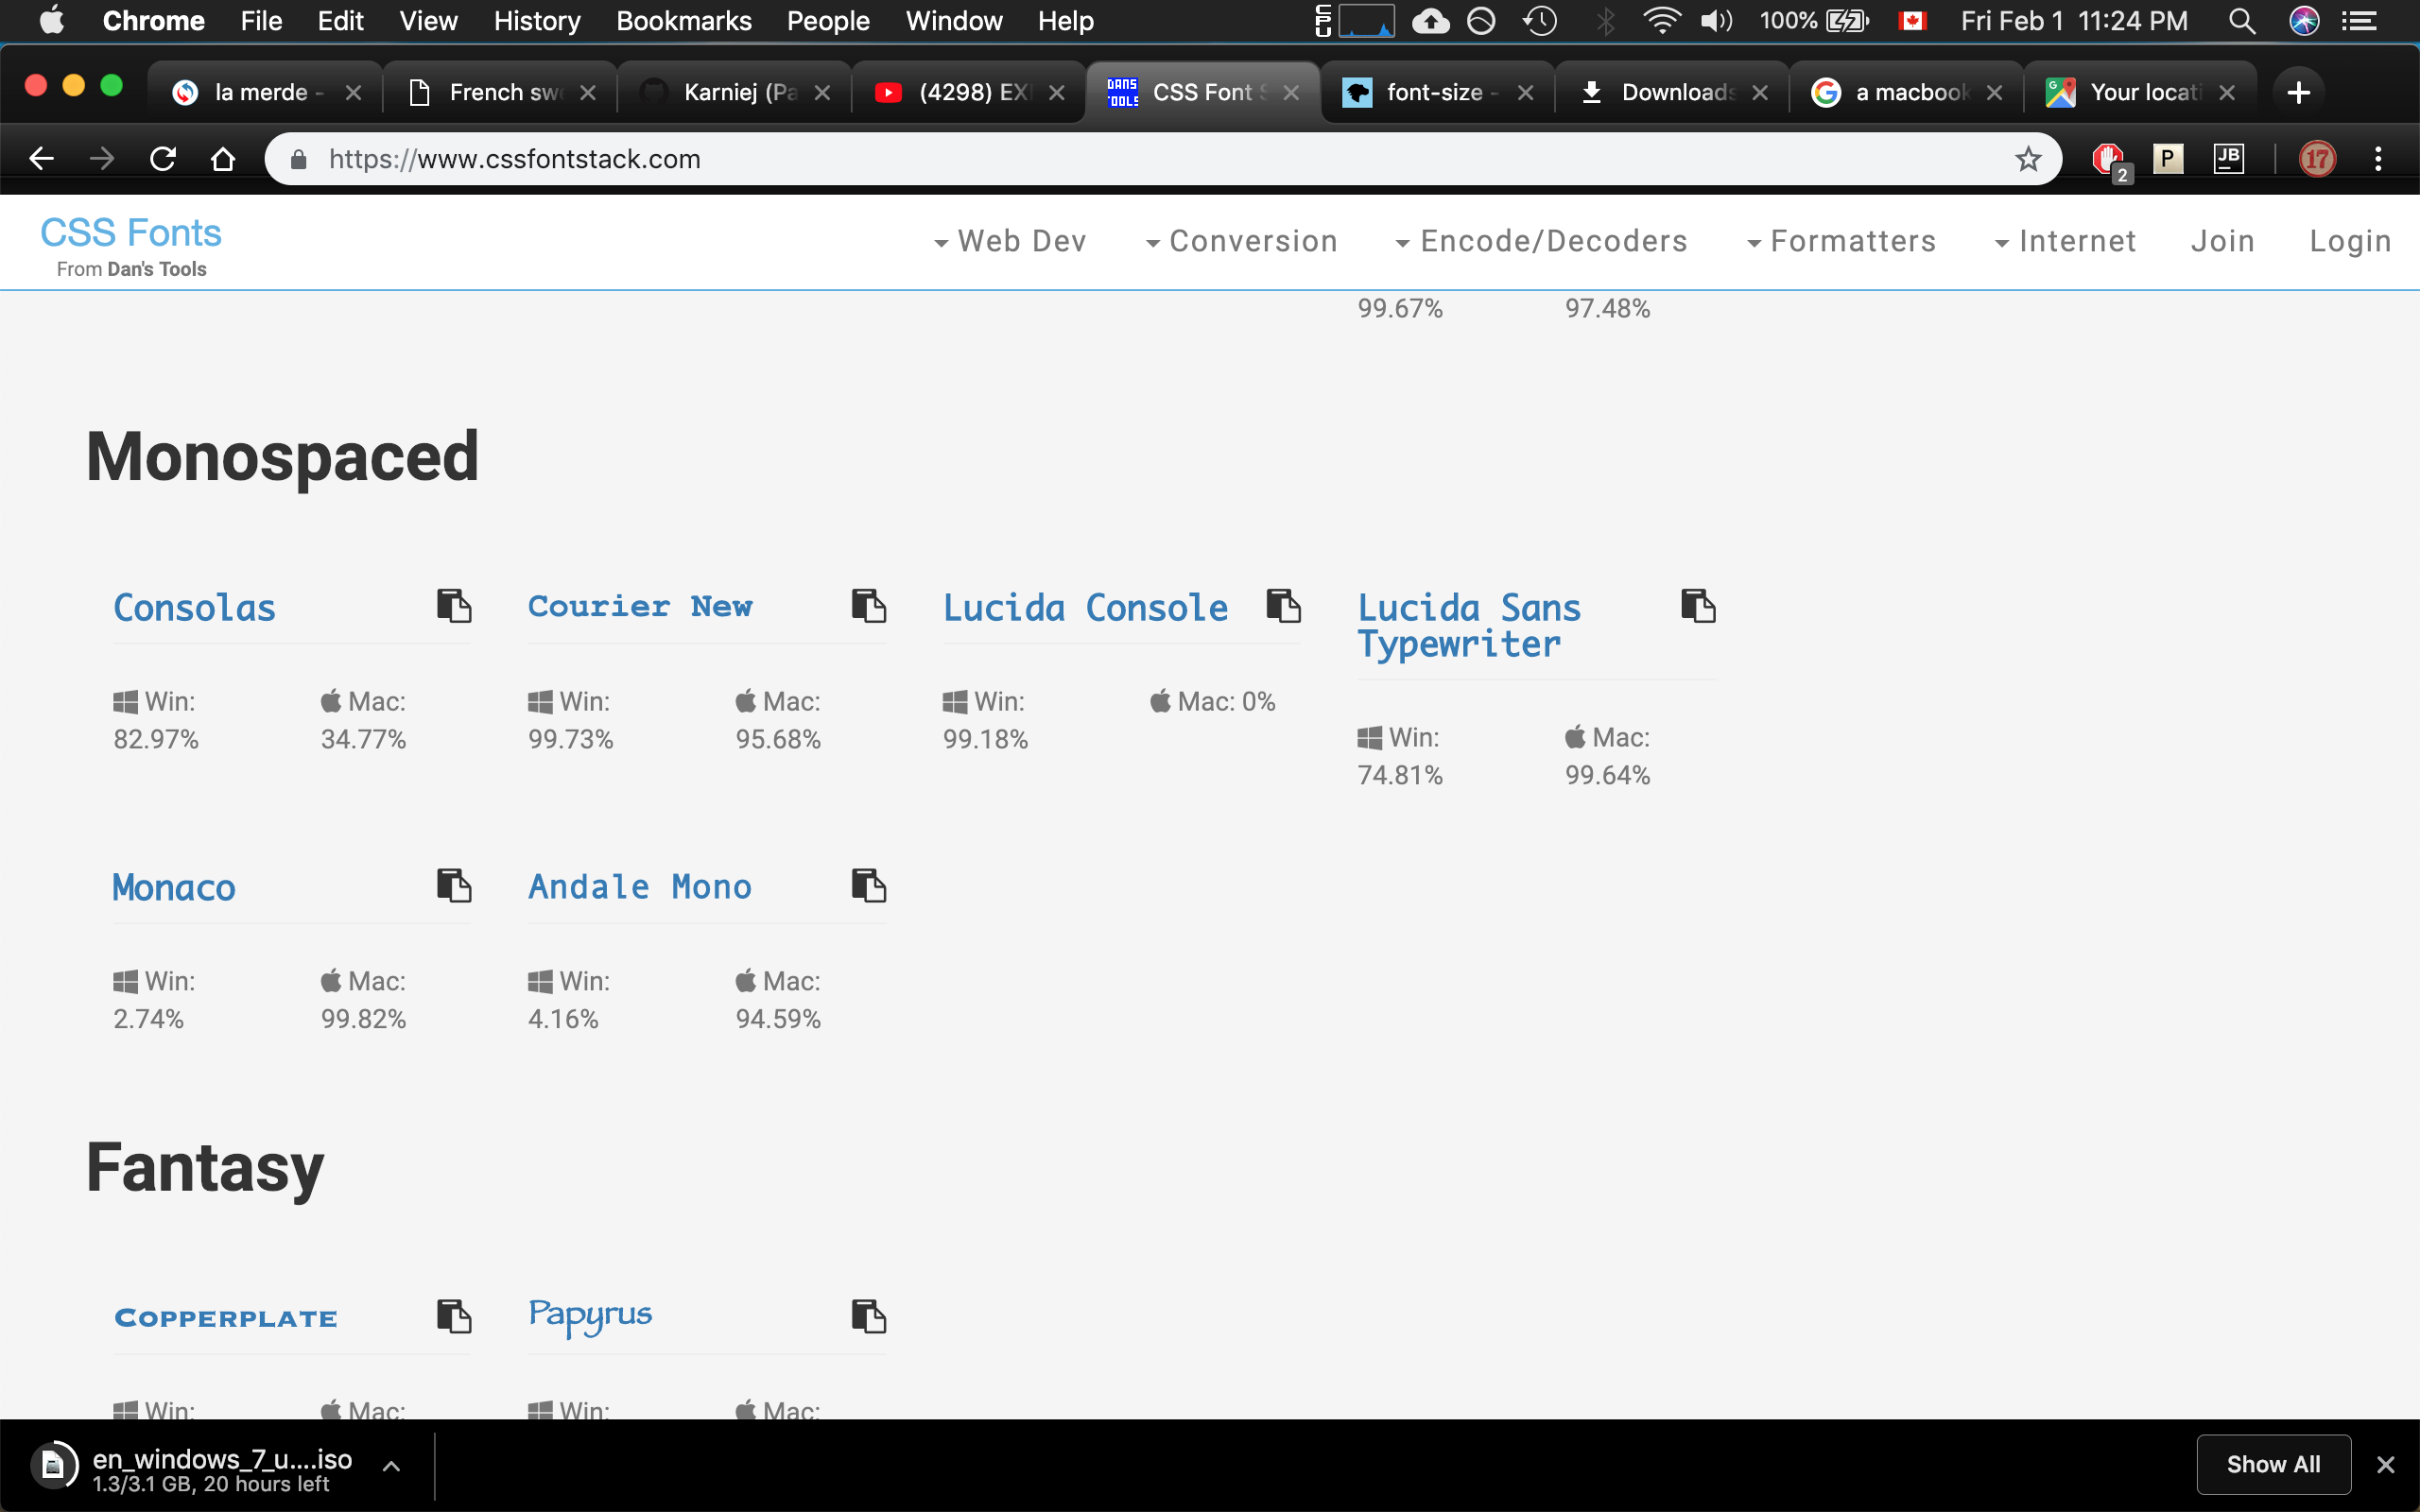 Chrome File Edit View History Bookmarks People Window Help CPU 100% Fri Feb 1 11:24 PM
la merde - French swe Karniej (Pa (4298) EX DANS TOOLS CSS Font S font-size - Downloads a macbook Your locati
https://www.cssfontstack.com 2 P JB 17
CSS Fonts
From Dan's Tools
Web Dev Conversion Encode/Decoders Formatters Internet Join Login
99.67% 97.48%
Monospaced
Consolas Courier New Lucida Console Lucida Sans
Typewriter
Win: Mac: Win: Mac: Win: Mac: 0%
82.97% 34.77% 99.73% 95.68% 99.18%
Win: Mac:
74.81% 99.64%
Monaco Andale Mono
Win: Mac: Win: Mac:
2.74% 99.82% 4.16% 94.59%
Fantasy
Copperplate Papyrus
Win: Mac: Win: Mac:
en_windows_7_u....iso
1.3/3.1 GB, 20 hours left
Show All